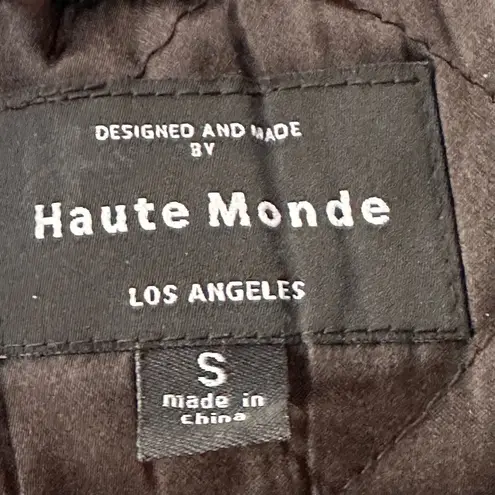 DESIGNED AND MADE
BY
Haute Monde
LOS ANGELES
S
made in
China